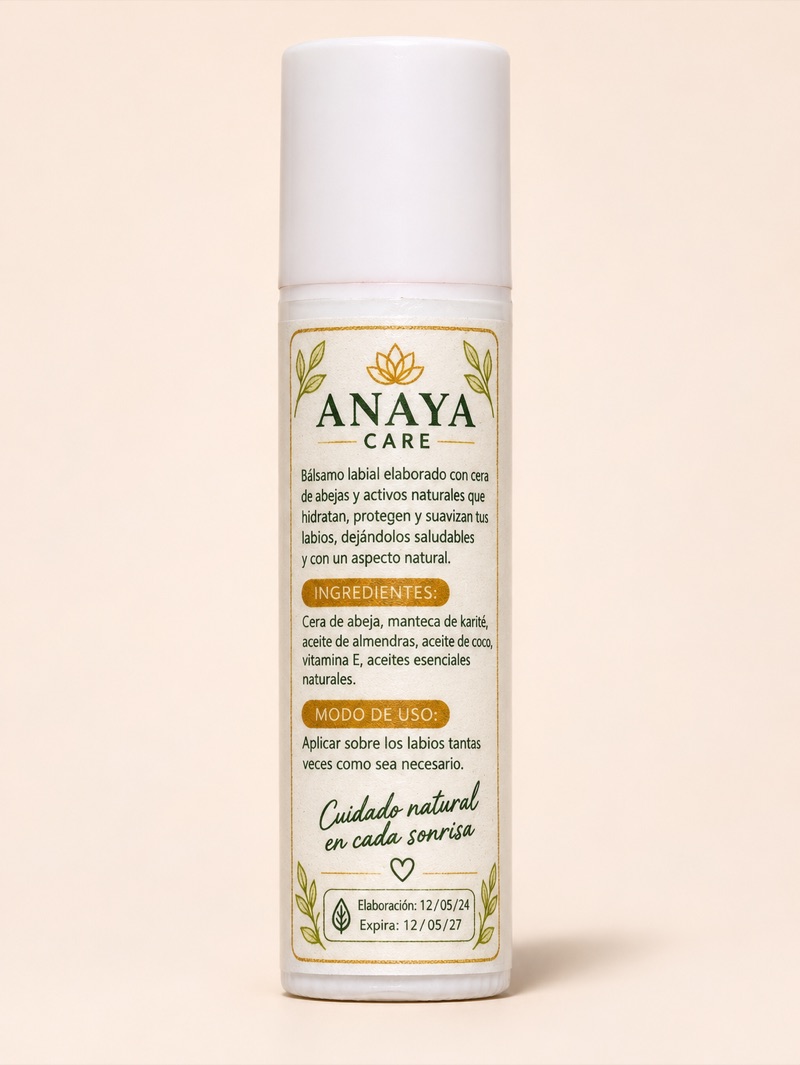 ANAYA
CARE
Bálsamo labial elaborado con cera
de abejas y activos naturales que
hidratan, protegen y suavizan tus
labios, dejándolos saludables
y con un aspecto natural.
INGREDIENTES:
Cera de abeja, manteca de karité,
aceite de almendras, aceite de coco,
vitamina E, aceites esenciales
naturales.
MODO DE USO:
Aplicar sobre los labios tantas
veces como sea necesario.
Cuidado natural
en cada sonrisa
Elaboración: 12/05/24
Expira: 12/05/27